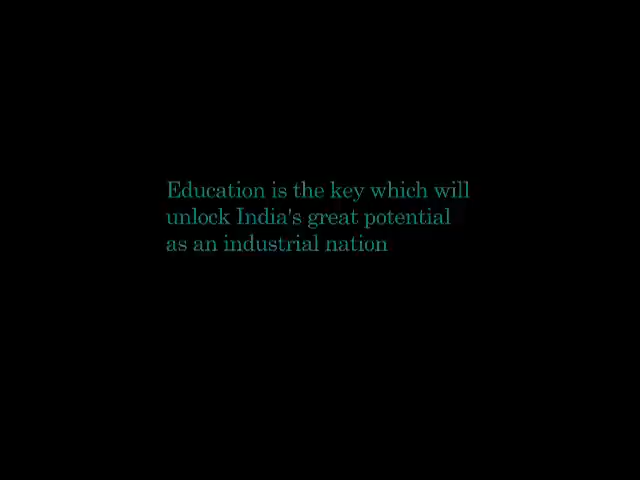 Education is the key which will
unlock India's great potential
as an industrial nation